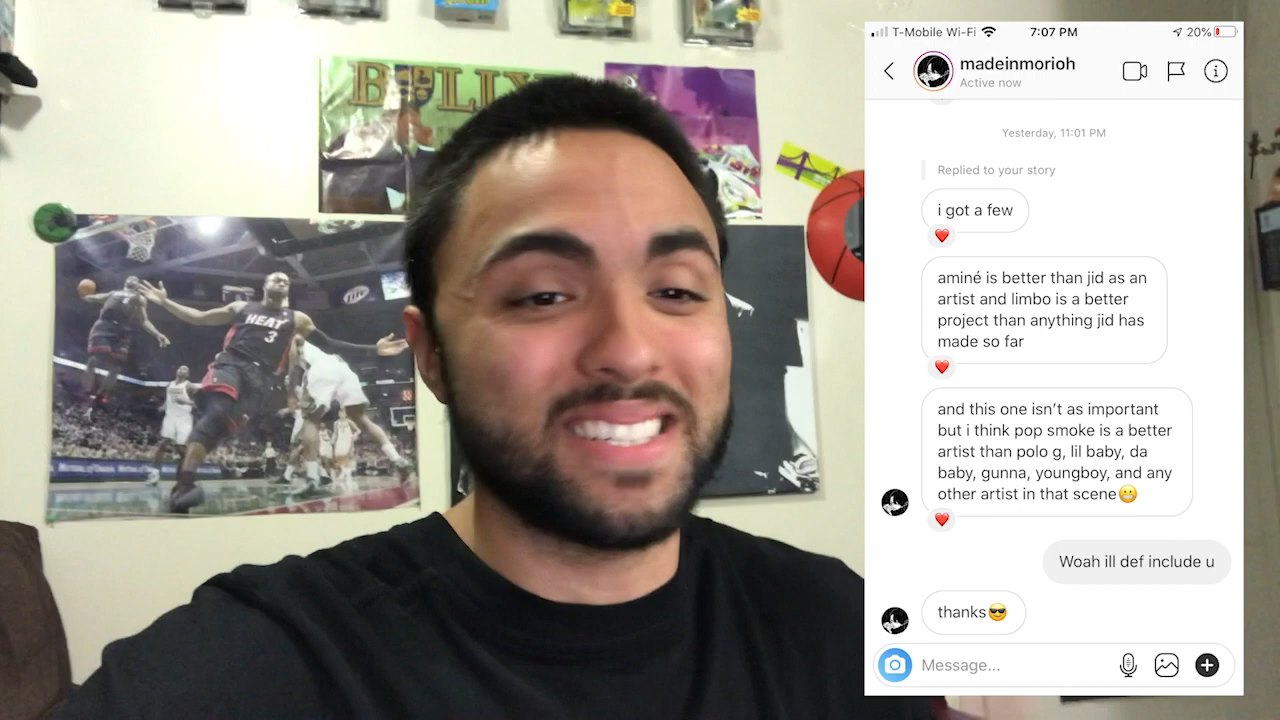 BELLY
HEAT
3
T-Mobile Wi-Fi
7:07 PM
20%
madeinmorioh
Active now
Yesterday, 11:01 PM
Replied to your story
i got a few
aminé is better than jid as an
artist and limbo is a better
project than anything jid has
made so far
and this one isn’t as important
but i think pop smoke is a better
artist than polo g, lil baby, da
baby, gunna, youngboy, and any
other artist in that scene😬
Woah ill def include u
thanks😎
Message...